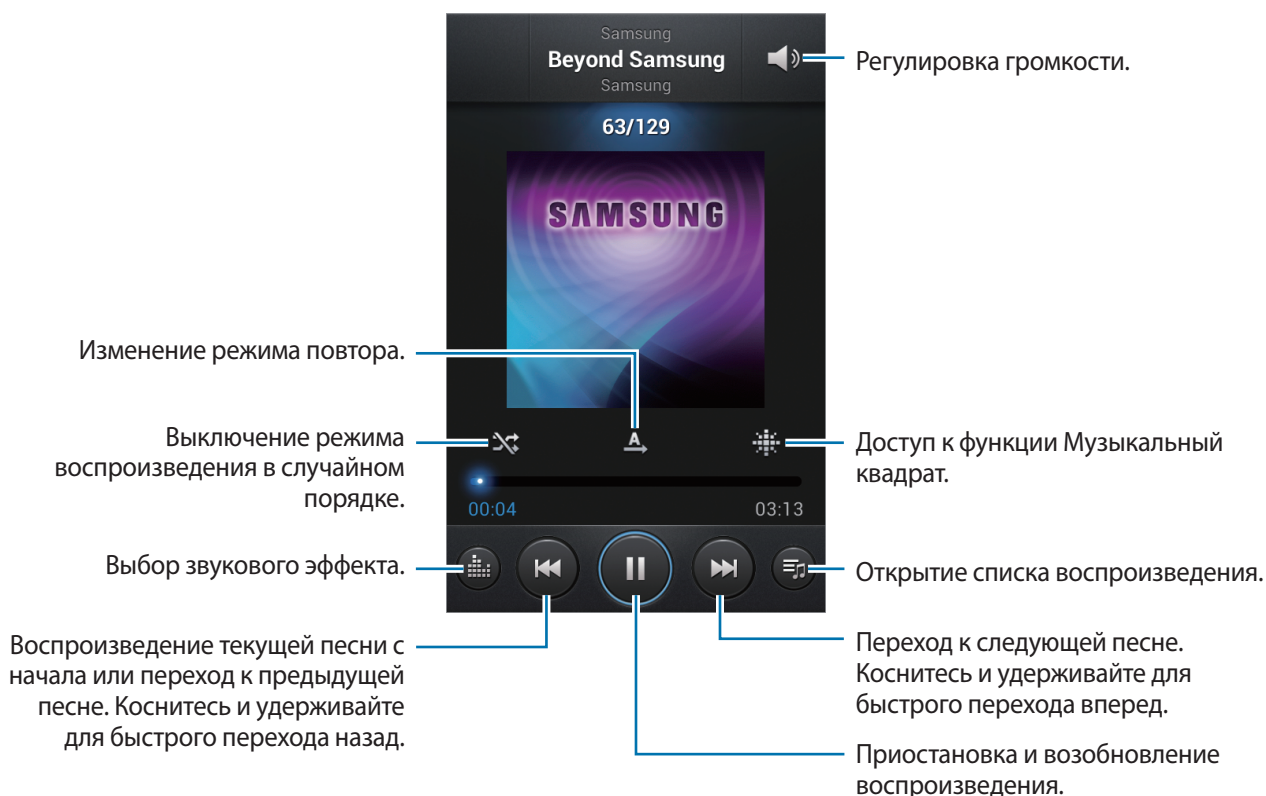 Samsung
Beyond Samsung
Samsung
Регулировка громкости.
63/129
SAMSUNG
Изменение режима повтора.
A
Выключение режима
воспроизведения в случайном
порядке.
Доступ к функции Музыкальный
квадрат.
00:04
03:13
Выбор звукового эффекта.
Открытие списка воспроизведения.
Воспроизведение текущей песни с
начала или переход к предыдущей
песне. Коснитесь и удерживайте
для быстрого перехода назад.
Переход к следующей песне.
Коснитесь и удерживайте для
быстрого перехода вперед.
Приостановка и возобновление
воспроизведения.